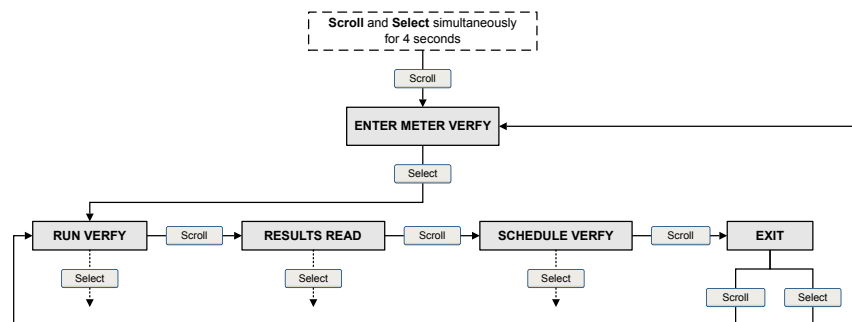 Scroll and Select simultaneously
for 4 seconds
Scroll
ENTER METER VERFY
Select
RUN VERFY
Scroll
RESULTS READ
Scroll
SCHEDULE VERFY
Scroll
EXIT
Select
Select
Select
Scroll
Select